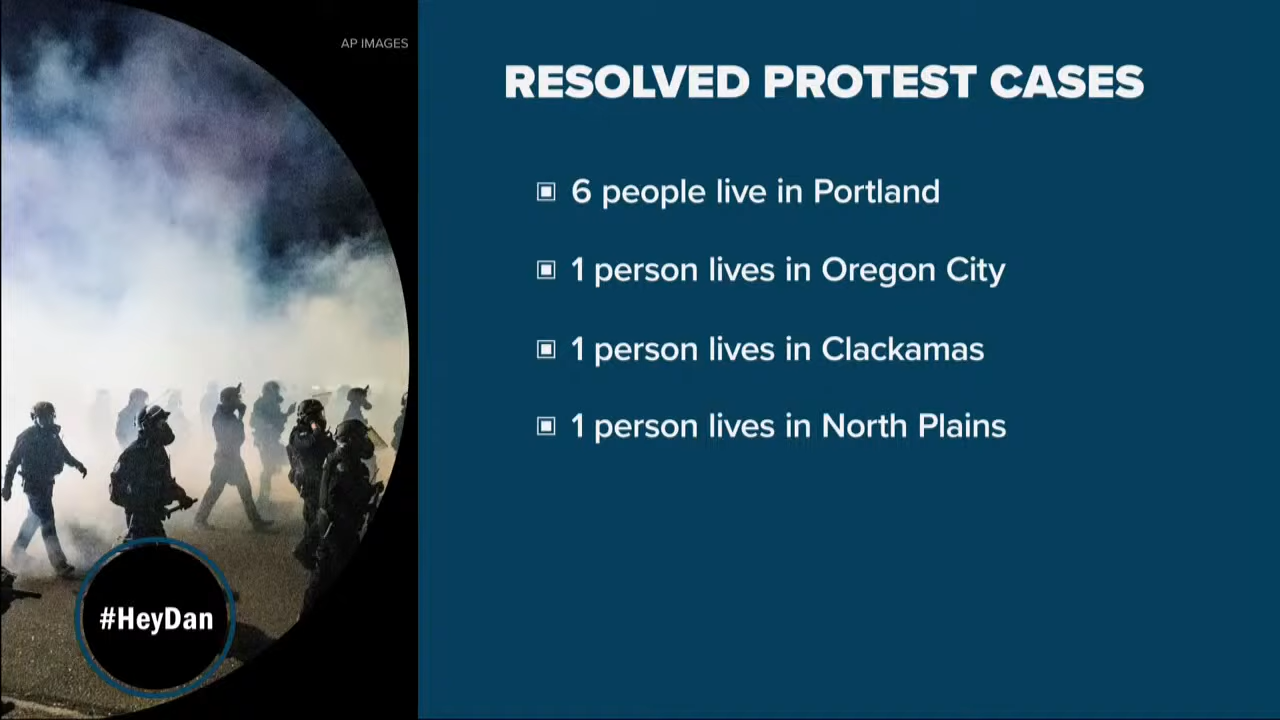 AP IMAGES
RESOLVED PROTEST CASES
6 people live in Portland
1 person lives in Oregon City
1 person lives in Clackamas
1 person lives in North Plains
#HeyDan